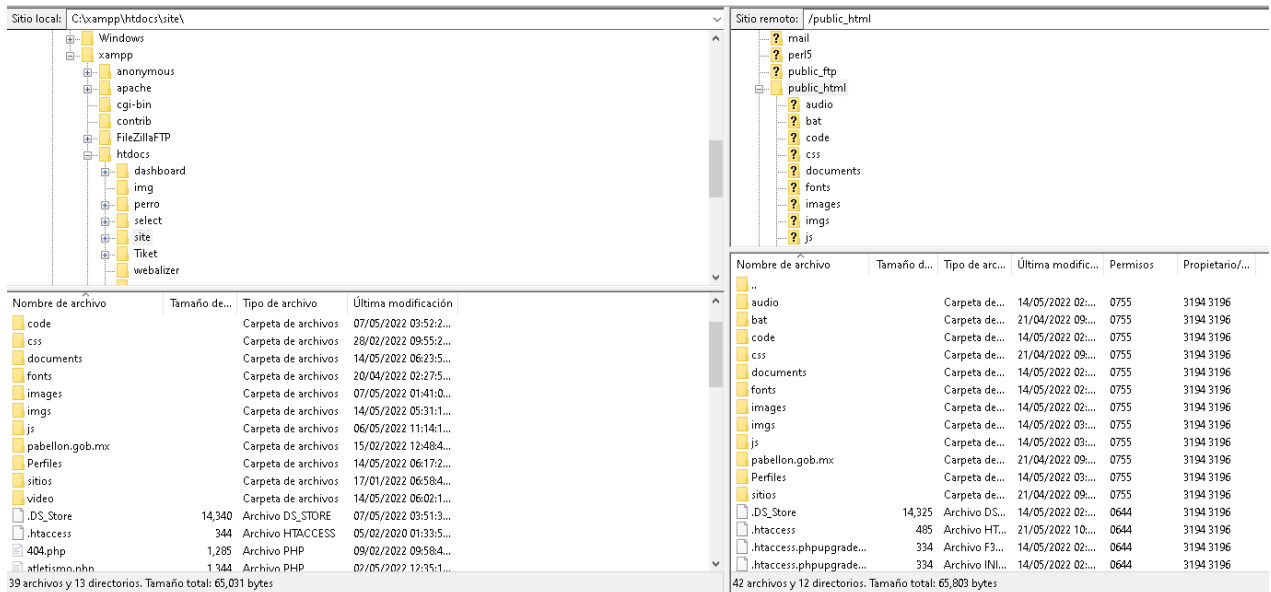 Sitio local: C:\xampp\htdocs\site\
Windows
xampp
anonymous
apache
cgi-bin
contrib
FileZillaFTP
htdocs
dashboard
img
perro
select
site
Tiket
webalizer
Nombre de archivo Tamaño de... Tipo de archivo Última modificación
code Carpeta de archivos 07/05/2022 03:52:2...
css Carpeta de archivos 28/02/2022 09:55:2...
documents Carpeta de archivos 14/05/2022 06:23:5...
fonts Carpeta de archivos 20/04/2022 02:27:5...
images Carpeta de archivos 07/05/2022 01:41:0...
imgs Carpeta de archivos 14/05/2022 05:31:1...
js Carpeta de archivos 06/05/2022 11:14:1...
pabellon.gob.mx Carpeta de archivos 15/02/2022 12:48:4...
Perfiles Carpeta de archivos 14/05/2022 06:17:2...
sitios Carpeta de archivos 17/01/2022 06:58:4...
video Carpeta de archivos 14/05/2022 06:02:1...
.DS_Store 14,340 Archivo DS_STORE 07/05/2022 03:51:3...
.htaccess 344 Archivo HTACCESS 05/02/2020 01:33:5...
404.php 1,285 Archivo PHP 09/02/2022 09:58:4...
atletismo.php 1,344 Archivo PHP 02/05/2022 12:35:1...
39 archivos y 13 directorios. Tamaño total: 65,031 bytes
Sitio remoto: /public_html
mail
perl5
public_ftp
public_html
audio
bat
code
css
documents
fonts
images
imgs
js
Nombre de archivo Tamaño d... Tipo de arc... Última modific... Permisos Propietario/...
..
audio Carpeta de... 14/05/2022 02:... 0755 3194 3196
bat Carpeta de... 21/04/2022 09:... 0755 3194 3196
code Carpeta de... 14/05/2022 02:... 0755 3194 3196
css Carpeta de... 21/04/2022 09:... 0755 3194 3196
documents Carpeta de... 14/05/2022 02:... 0755 3194 3196
fonts Carpeta de... 14/05/2022 02:... 0755 3194 3196
images Carpeta de... 14/05/2022 02:... 0755 3194 3196
imgs Carpeta de... 14/05/2022 03:... 0755 3194 3196
js Carpeta de... 14/05/2022 03:... 0755 3194 3196
pabellon.gob.mx Carpeta de... 21/04/2022 09:... 0755 3194 3196
Perfiles Carpeta de... 14/05/2022 03:... 0755 3194 3196
sitios Carpeta de... 21/04/2022 09:... 0755 3194 3196
.DS_Store 14,325 Archivo DS... 14/05/2022 02:... 0644 3194 3196
.htaccess 485 Archivo HT... 21/05/2022 10:... 0644 3194 3196
.htaccess.phpupgrade... 334 Archivo F3... 14/05/2022 02:... 0644 3194 3196
.htaccess.phpupgrade... 334 Archivo INI... 14/05/2022 02:... 0644 3194 3196
42 archivos y 12 directorios. Tamaño total: 65,803 bytes